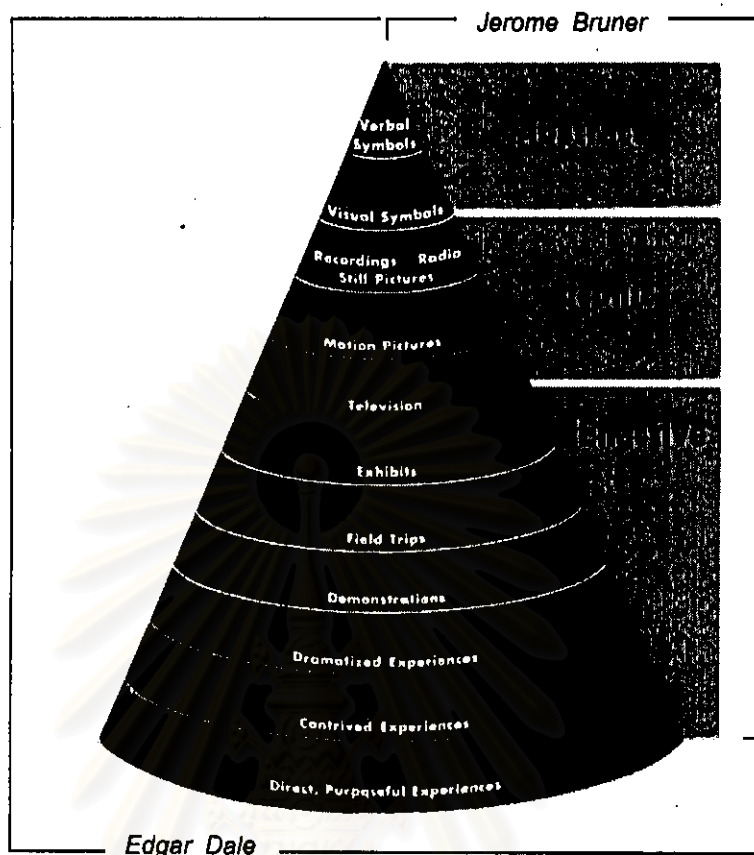 Jerome Bruner
Verbal
Symbols
Visual Symbols
Recordings Radio
Still Pictures
Motion Pictures
Television
Exhibits
Field Trips
Demonstrations
Dramatized Experiences
Contrived Experiences
Direct, Purposeful Experiences
Edgar Dale